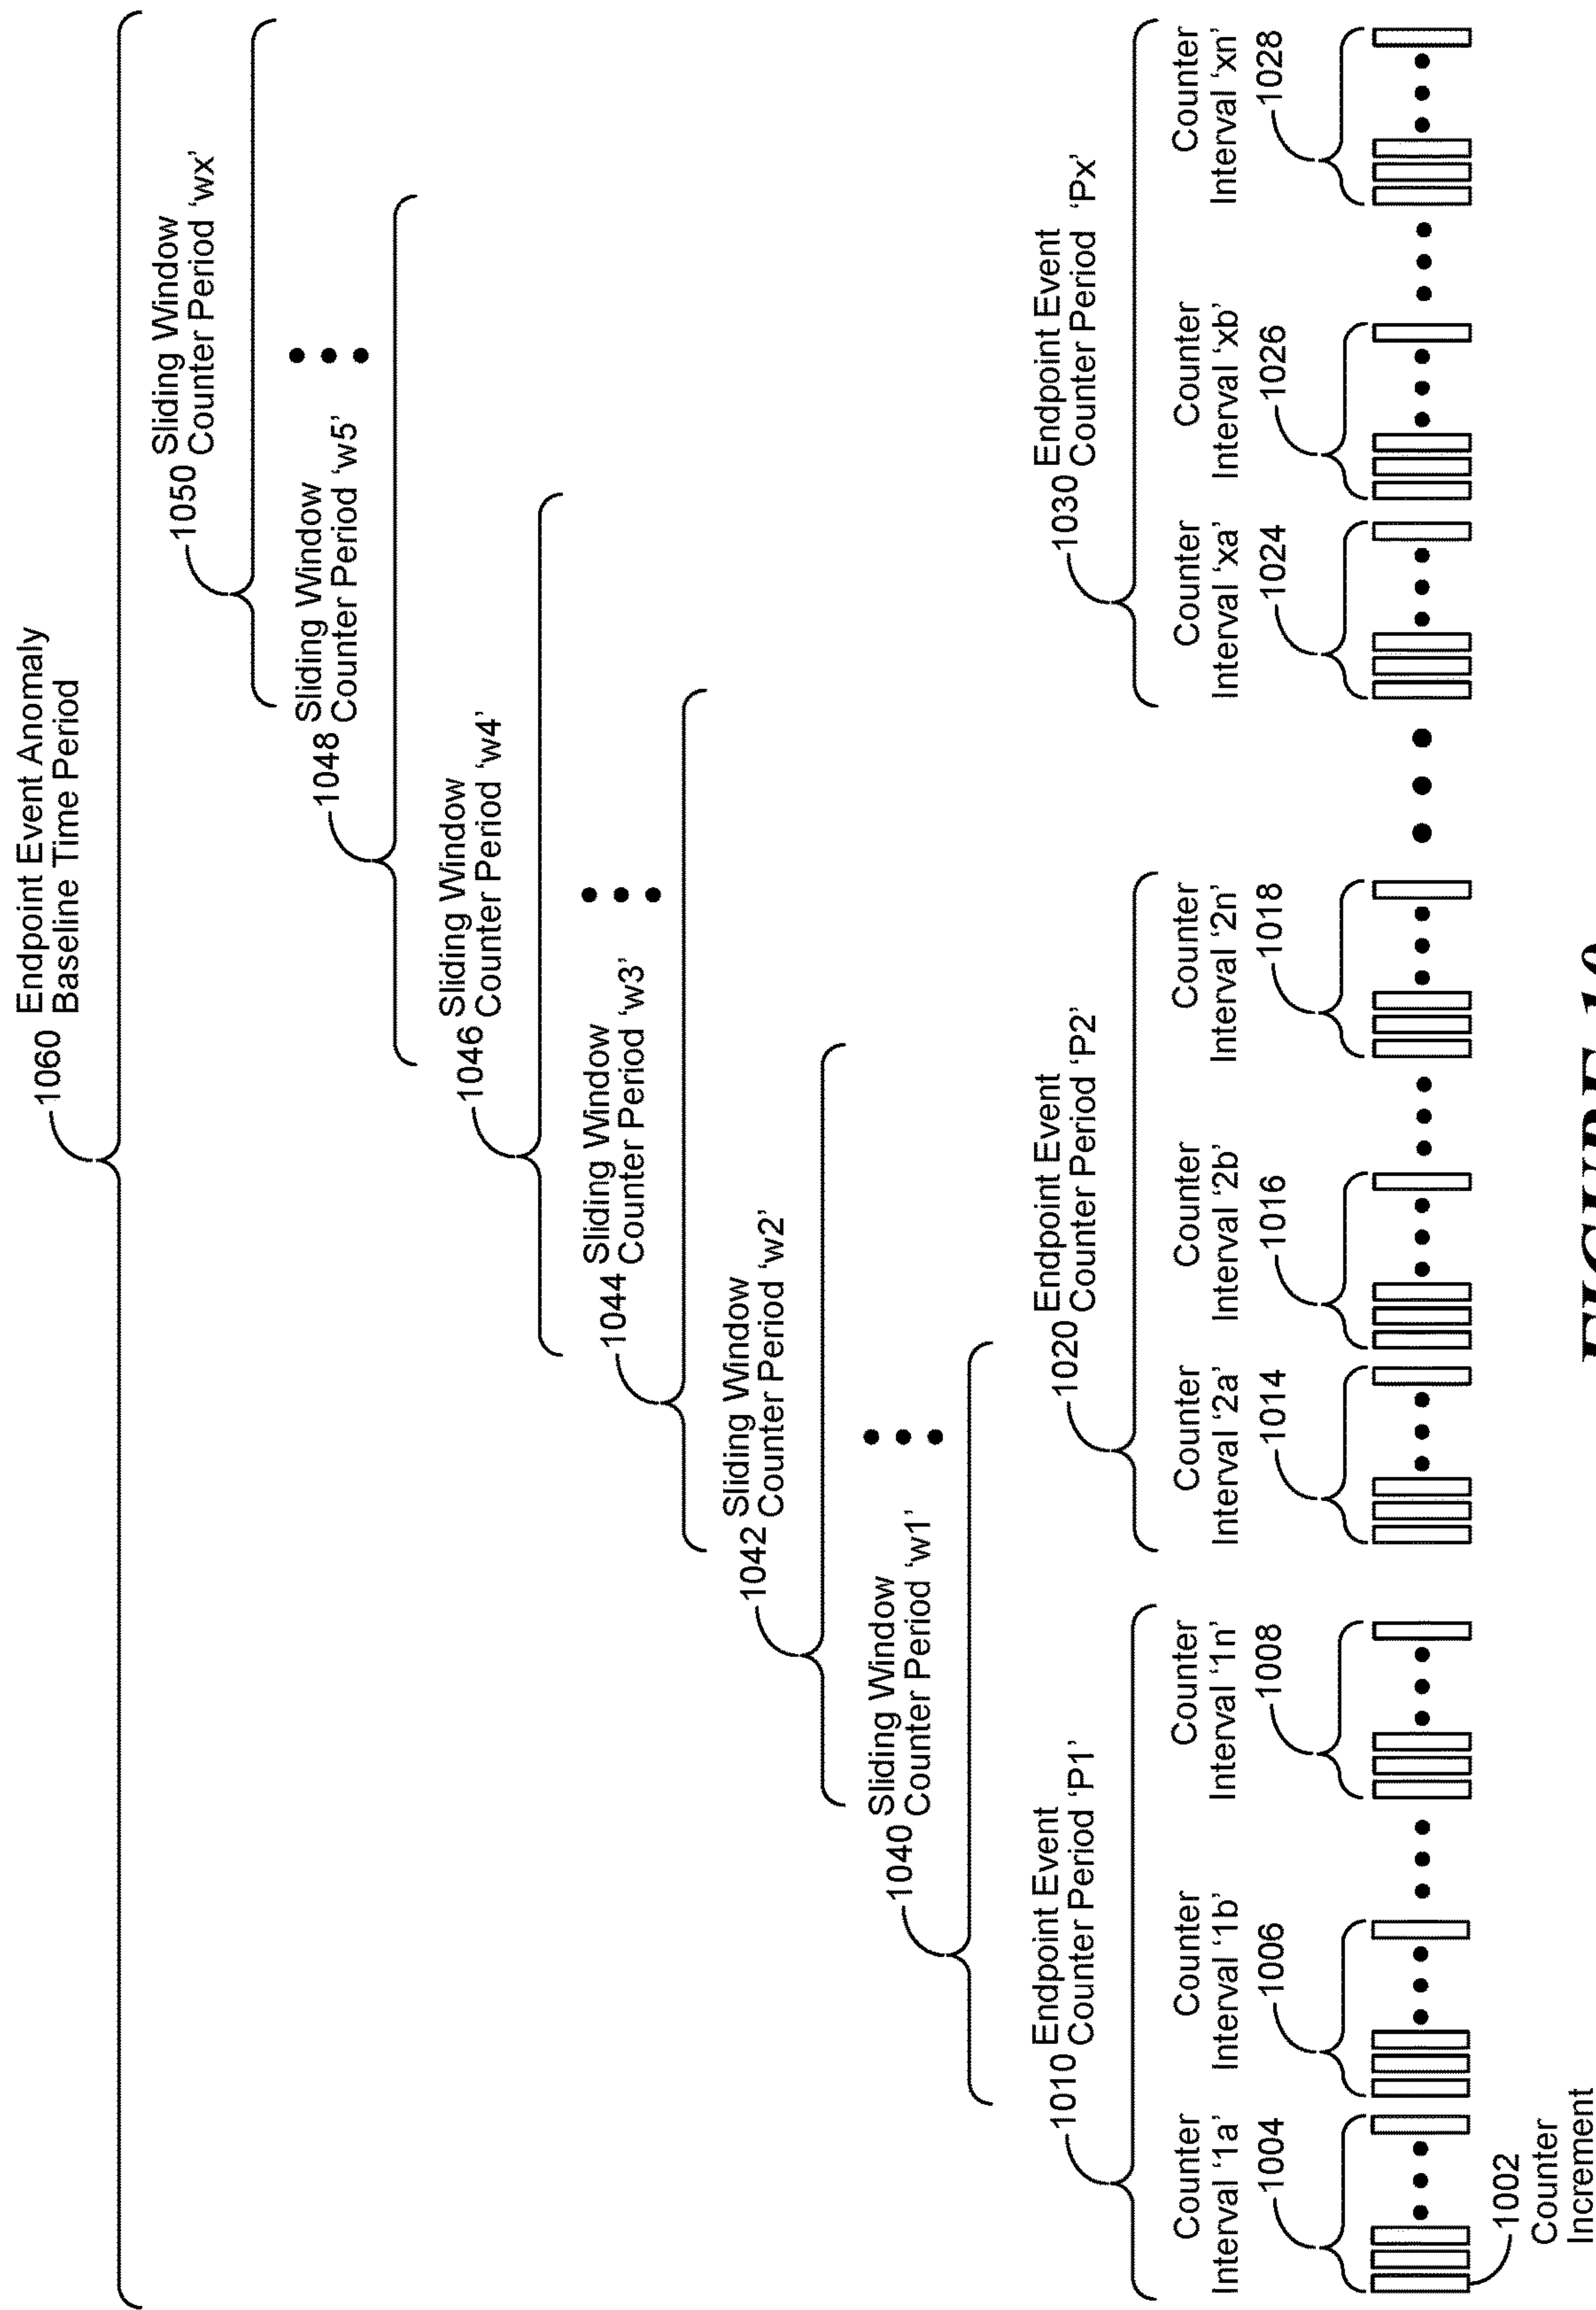 1060
Endpoint Event Anomaly
Baseline Time Period
1050
Sliding Window
Counter Period ‘wx’
1048
Sliding Window
Counter Period ‘w5’
1046
Sliding Window
Counter Period ‘w4’
1044
Sliding Window
Counter Period ‘w3’
1042
Sliding Window
Counter Period ‘w2’
1040
Sliding Window
Counter Period ‘w1’
1010
Endpoint Event
Counter Period ‘P1’
1020
Endpoint Event
Counter Period ‘P2’
1030
Endpoint Event
Counter Period ‘Px’
Counter
Interval ‘1a’
1004
Counter
Interval ‘1b’
1006
Counter
Interval ‘1n’
1008
Counter
Interval ‘2a’
1014
Counter
Interval ‘2b’
1016
Counter
Interval ‘2n’
1018
Counter
Interval ‘xa’
1024
Counter
Interval ‘xb’
1026
Counter
Interval ‘xn’
1028
1002
Counter
Increment
FIGURE 10